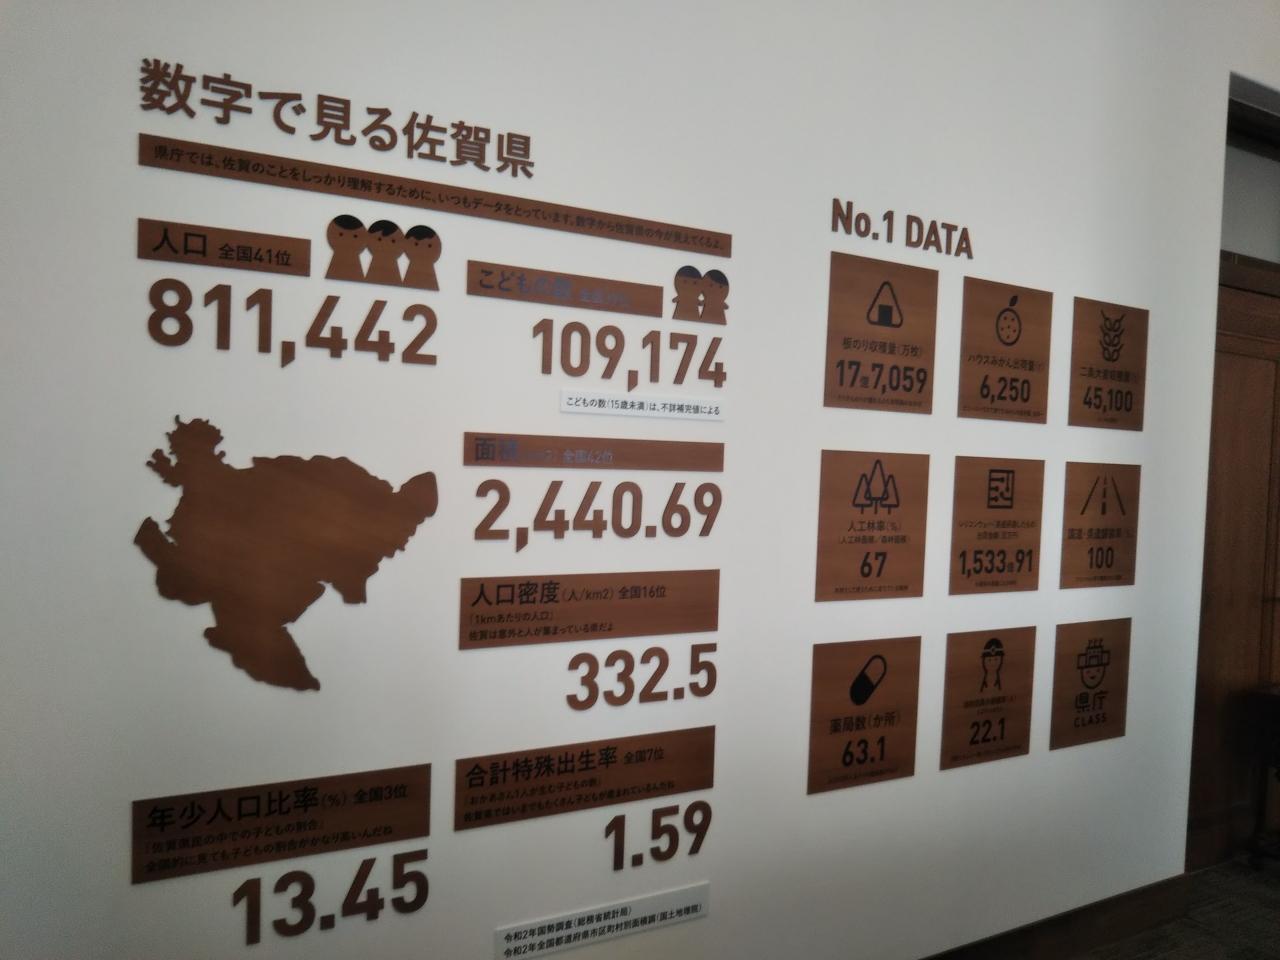 数字で見る佐賀県
県庁では、佐賀のことをしっかり理解するために、いつもデータをとっています。数字から佐賀県の今が見えてくるよ。
人口 全国41位
811,442
こどもの数
109,174
こどもの数(15歳未満)は、不詳補完値による
面積 全国42位
2,440.69
人口密度(人/km2) 全国16位
「1kmあたりの人口」
佐賀は意外と人が集まっている県だよ
332.5
年少人口比率(%) 全国3位
「佐賀県民の中での子どもの割合」
全国的に見ても子どもの割合がかなり高いんだね
13.45
合計特殊出生率 全国7位
「おかあさん1人が生む子どもの数」
佐賀県ではいまでもたくさん子どもが産まれているんだね
1.59
令和2年国勢調査(総務省統計局)
令和2年全国都道府県市区町村別面積調(国土地理院)
No.1 DATA
板のり収穫量(万枚)
17億7,059
ハウスみかん出荷量(t)
6,250
二条大麦収穫量(t)
45,100
人工林率(%)
(人工林面積/森林面積)
67
1,533億91
国道・県道舗装率(%)
100
薬局数(か所)
63.1
22.1
県庁
CLASS